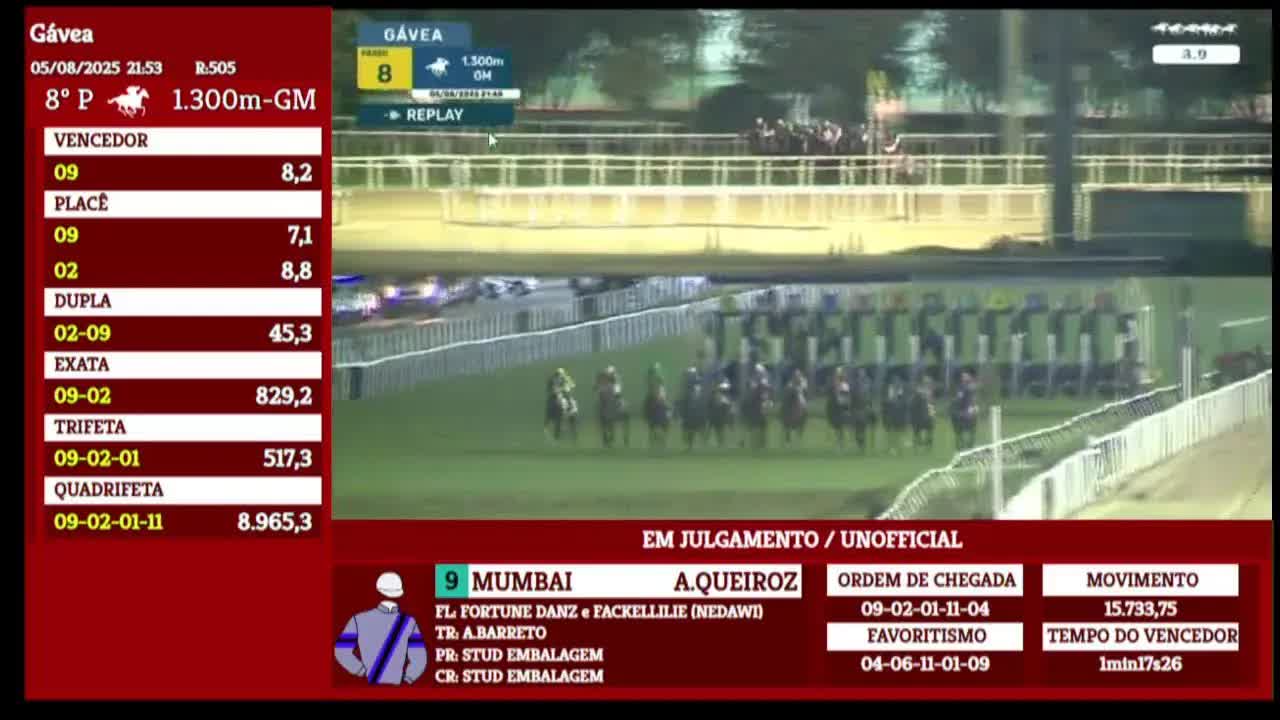 Gávea
05/08/2025 21:53 R:505
8º P 1.300m-GM
VENCEDOR
09 8,2
PLACÊ
09 7,1
02 8,8
DUPLA
02-09 45,3
EXATA
09-02 829,2
TRIFETA
09-02-01 517,3
QUADRIFETA
09-02-01-11 8.965,3
GÁVEA
PÁREO
8
1.300m
GM
REPLAY
3.9
EM JULGAMENTO / UNOFFICIAL
9 MUMBAI A.QUEIROZ
FL: FORTUNE DANZ e FACKELLILIE (NEDAWI)
TR: A.BARRETO
PR: STUD EMBALAGEM
CR: STUD EMBALAGEM
ORDEM DE CHEGADA
09-02-01-11-04
FAVORITISMO
04-06-11-01-09
MOVIMENTO
15.733,75
TEMPO DO VENCEDOR
1min17s26